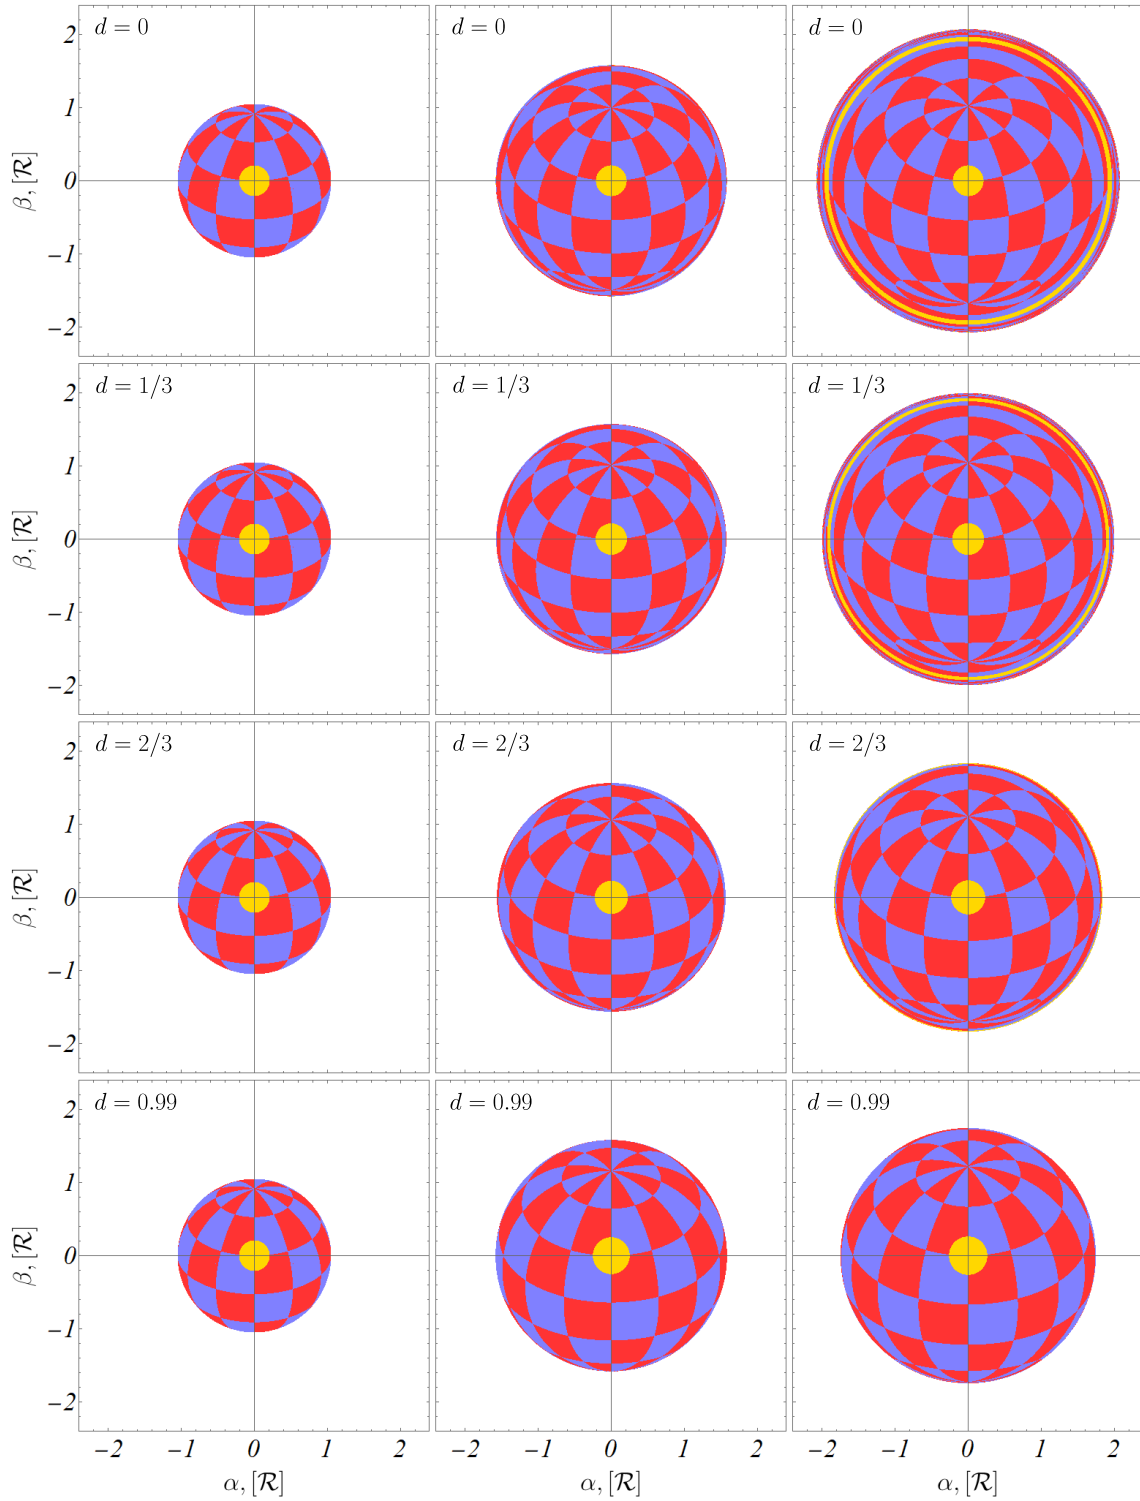 d = 0
d = 0
d = 0
2
1
0
−1
−2
β, [ℛ]
d = 1/3
d = 1/3
d = 1/3
2
1
0
−1
−2
β, [ℛ]
d = 2/3
d = 2/3
d = 2/3
2
1
0
−1
−2
β, [ℛ]
d = 0.99
d = 0.99
d = 0.99
2
1
0
−1
−2
β, [ℛ]
−2 −1 0 1 2
−2 −1 0 1 2
−2 −1 0 1 2
α, [ℛ]
α, [ℛ]
α, [ℛ]